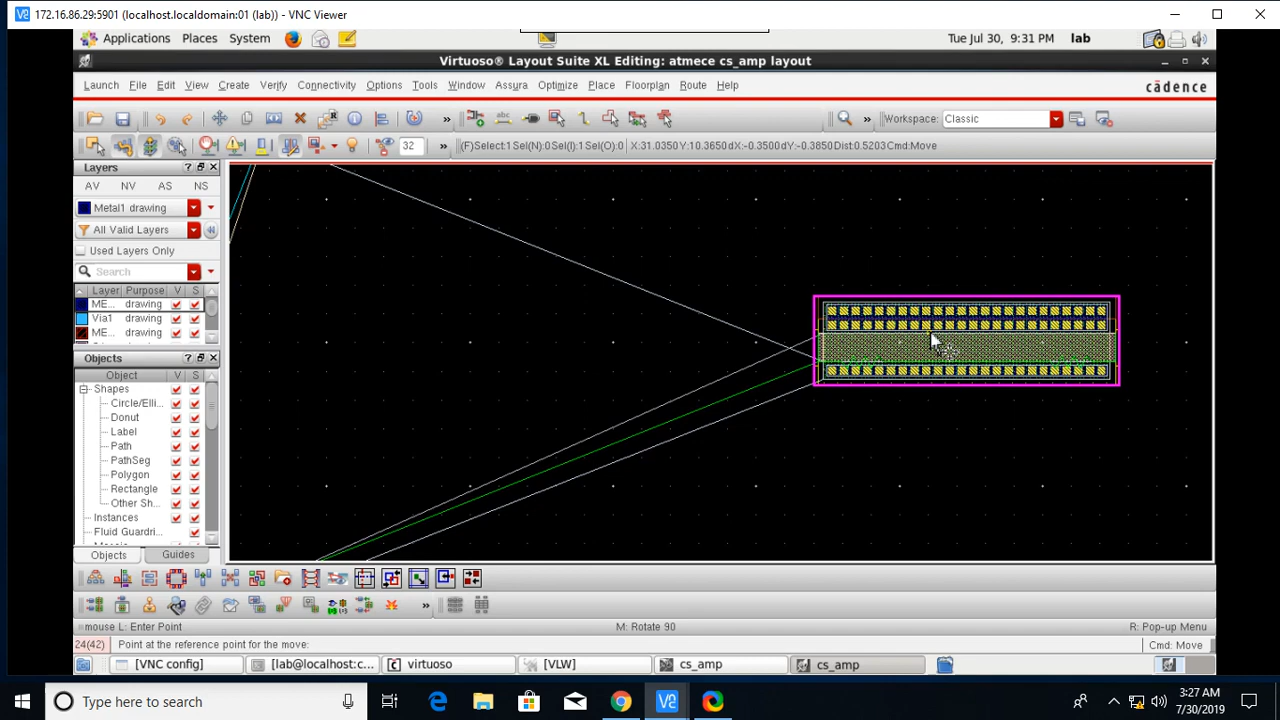 172.16.86.29:5901 (localhost.localdomain:01 (lab)) - VNC Viewer
Applications Places System Tue Jul 30, 9:31 PM lab
Virtuoso® Layout Suite XL Editing: atmece cs_amp layout
Launch File Edit View Create Verify Connectivity Options Tools Window Assura Optimize Place Floorplan Route Help cādence
» » » Workspace: Classic
32 » (F)Select:1 Sel(N):0 Sel(I):1 Sel(O):0 X:31.0350 Y:10.3650 dX:-0.3500 dY:-0.3850 Dist:0.5203 Cmd:Move
Layers
AV NV AS NS
Metal1 drawing
All Valid Layers
Used Layers Only
Search
Layer Purpose V S
ME... drawing
Via1 drawing
ME... drawing
Objects
Object V S
Shapes
Circle/Elli...
Donut
Label
Path
PathSeg
Polygon
Rectangle
Other Sh...
Instances
Fluid Guardri...
Objects Guides
»
mouse L: Enter Point M: Rotate 90 R: Pop-up Menu
24(42) Point at the reference point for the move: Cmd: Move
[VNC config] [lab@localhost:c... virtuoso [VLW] cs_amp cs_amp
Type here to search
3:27 AM
7/30/2019